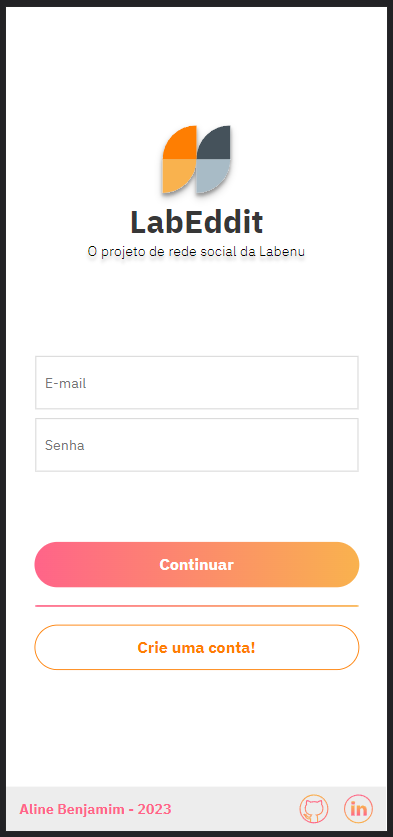 LabEddit
O projeto de rede social da Labenu
E-mail
Senha
Continuar
Crie uma conta!
Aline Benjamim - 2023
in